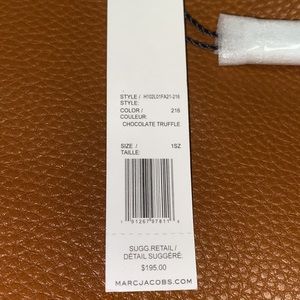 STYLE / H102L01FA21-216
STYLE:
COLOR / 216
COULEUR:
CHOCOLATE TRUFFLE
SIZE / 1SZ
TAILLE:
SUGG.RETAIL /
DÉTAIL SUGGÉRÉ:
$195.00
MARCJACOBS.COM